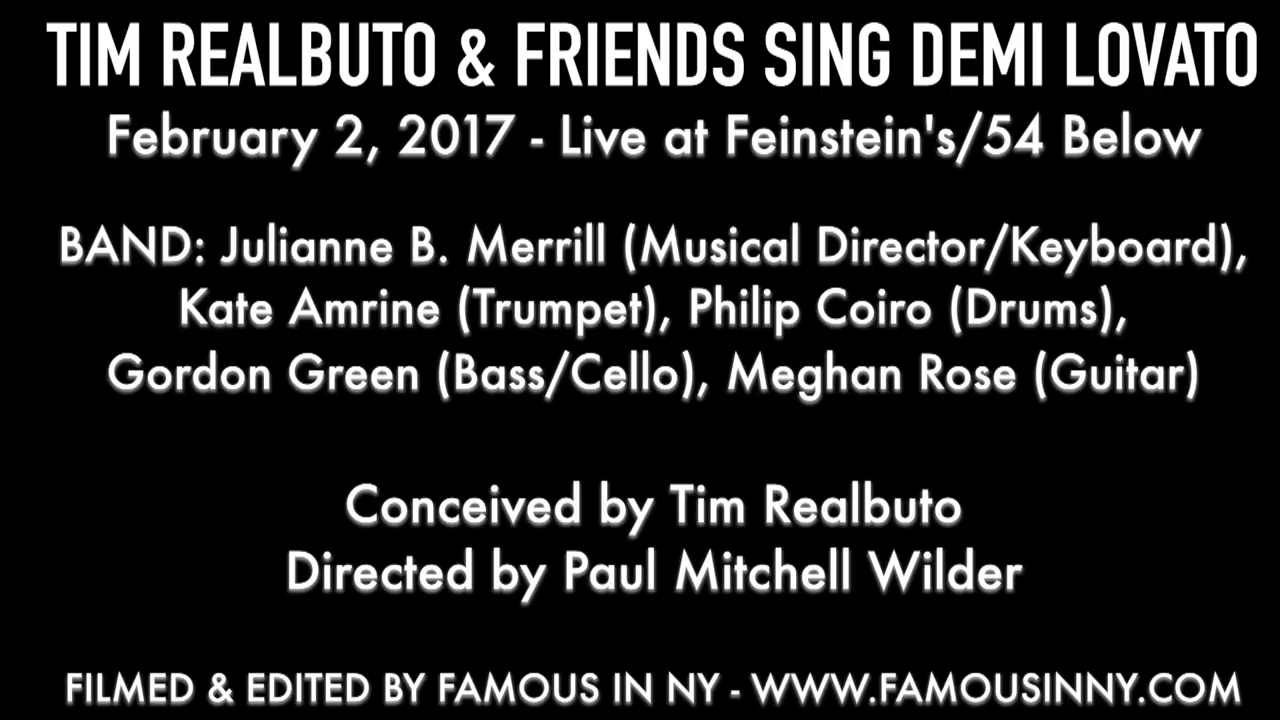 TIM REALBUTO & FRIENDS SING DEMI LOVATO
February 2, 2017 - Live at Feinstein's/54 Below
BAND: Julianne B. Merrill (Musical Director/Keyboard),
Kate Amrine (Trumpet), Philip Coiro (Drums),
Gordon Green (Bass/Cello), Meghan Rose (Guitar)
Conceived by Tim Realbuto
Directed by Paul Mitchell Wilder
FILMED & EDITED BY FAMOUS IN NY - WWW.FAMOUSINNY.COM